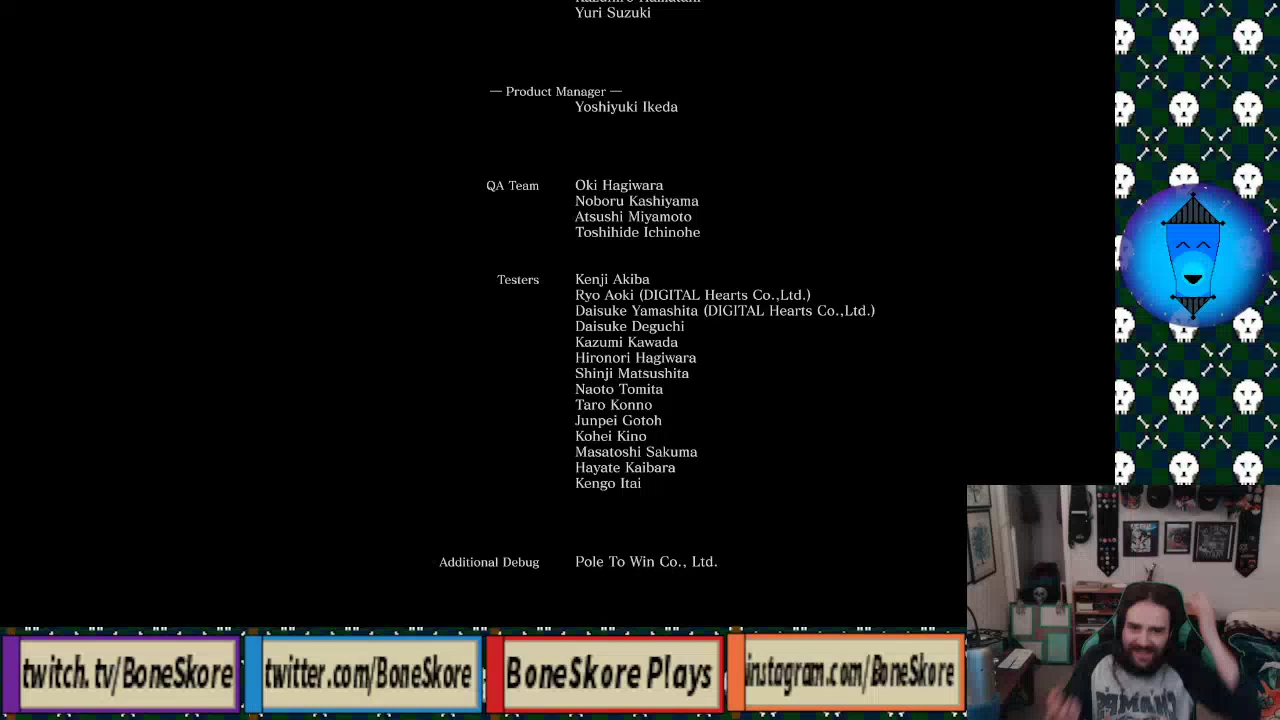 Yuri Suzuki
— Product Manager —
Yoshiyuki Ikeda
QA Team Oki Hagiwara
Noboru Kashiyama
Atsushi Miyamoto
Toshihide Ichinohe
Testers Kenji Akiba
Ryo Aoki (DIGITAL Hearts Co.,Ltd.)
Daisuke Yamashita (DIGITAL Hearts Co.,Ltd.)
Daisuke Deguchi
Kazumi Kawada
Hironori Hagiwara
Shinji Matsushita
Naoto Tomita
Taro Konno
Junpei Gotoh
Kohei Kino
Masatoshi Sakuma
Hayate Kaibara
Kengo Itai
Additional Debug Pole To Win Co., Ltd.
twitch.tv/BoneSkore
twitter.com/BoneSkore
BoneSkore Plays
instagram.com/BoneSkore